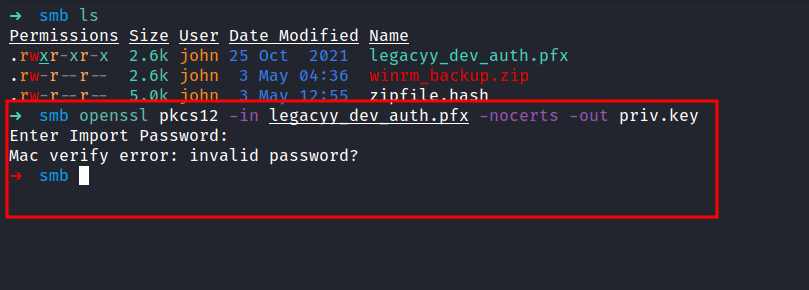 ➜ smb ls
Permissions Size User Date Modified Name
.rwxr-xr-x 2.6k john 25 Oct 2021 legacyy_dev_auth.pfx
.rw-r--r-- 2.6k john 3 May 04:36 winrm_backup.zip
.rw-r--r-- 5.0k john 3 May 12:55 zipfile.hash
➜ smb openssl pkcs12 -in legacyy_dev_auth.pfx -nocerts -out priv.key
Enter Import Password:
Mac verify error: invalid password?
➜ smb